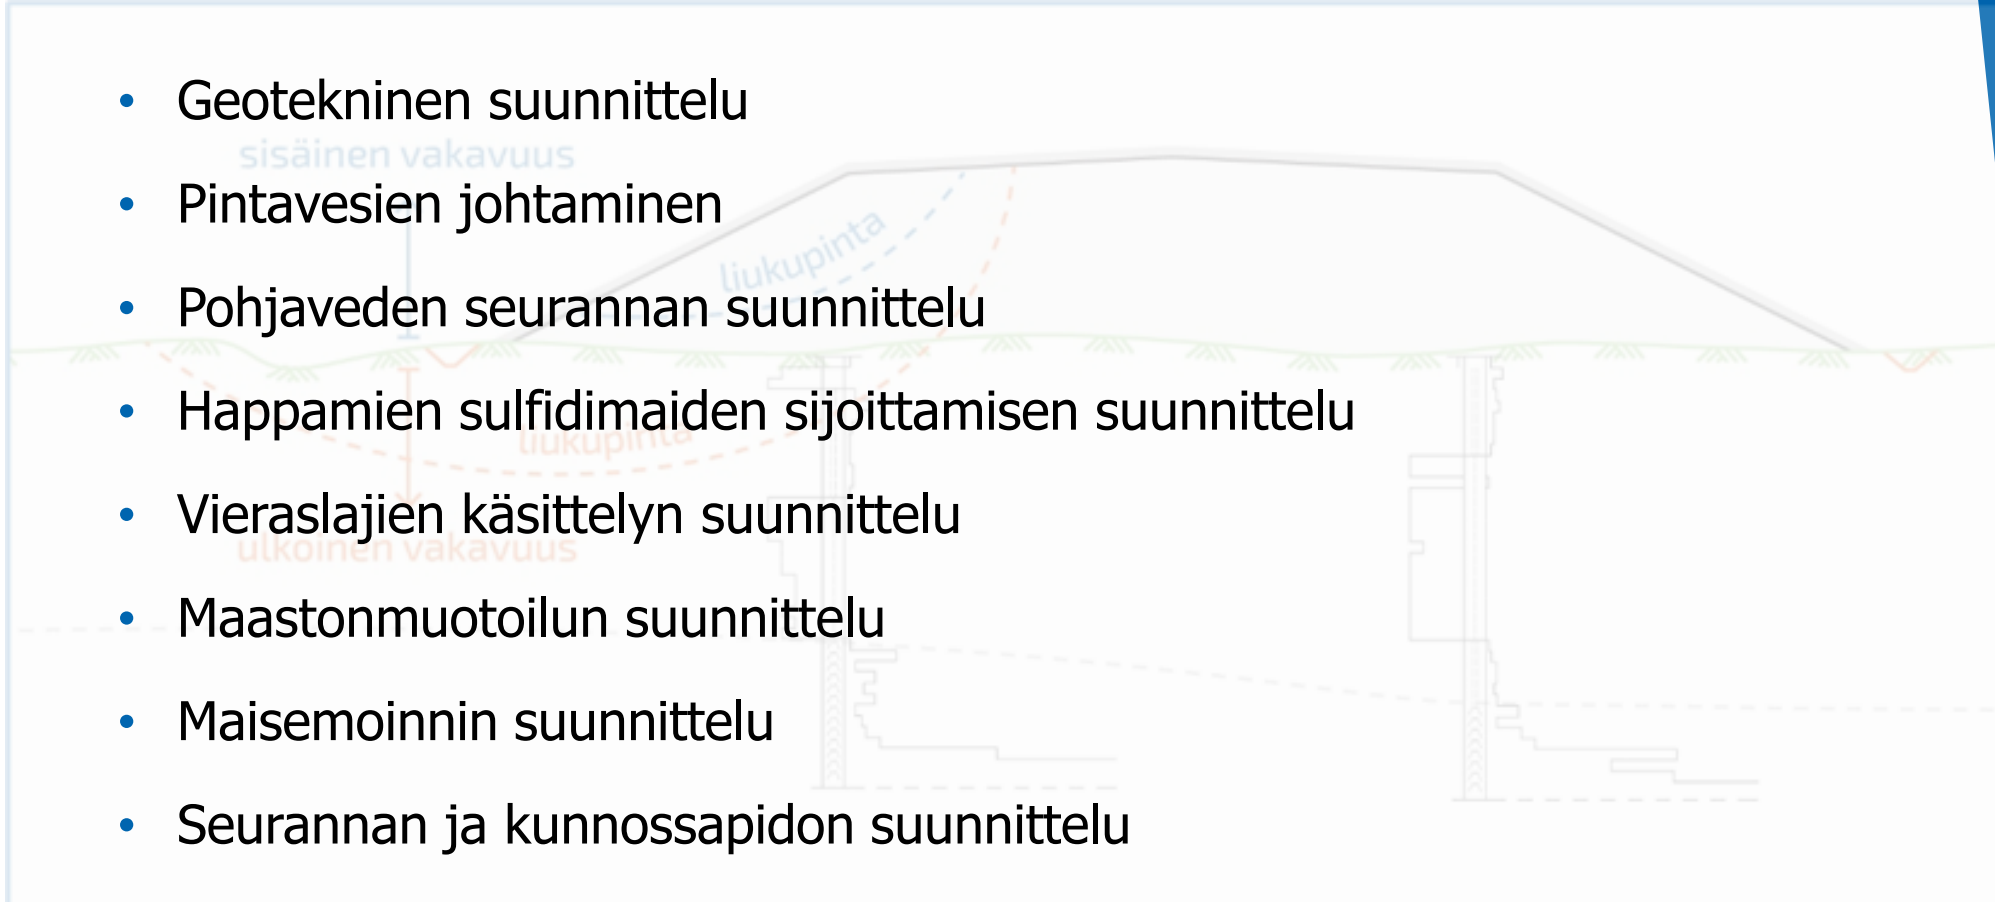 • Geotekninen suunnittelu
sisäinen vakavuus
• Pintavesien johtaminen
liukupinta
• Pohjaveden seurannan suunnittelu
• Happamien sulfidimaiden sijoittamisen suunnittelu
liukupinta
• Vieraslajien käsittelyn suunnittelu
ulkoinen vakavuus
• Maastonmuotoilun suunnittelu
• Maisemoinnin suunnittelu
• Seurannan ja kunnossapidon suunnittelu